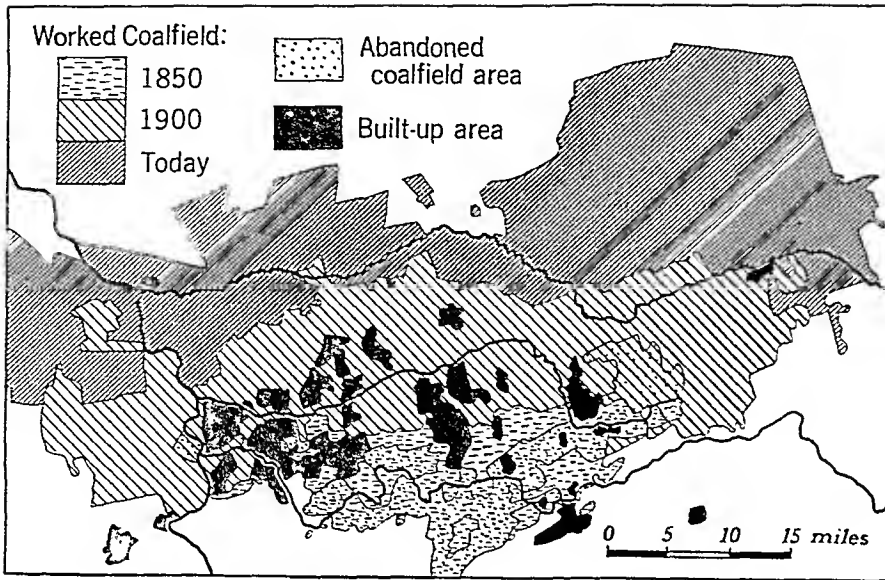 Worked Coalfield:
1850
1900
Today
Abandoned
coalfield area
Built-up area
0 5 10 15 miles